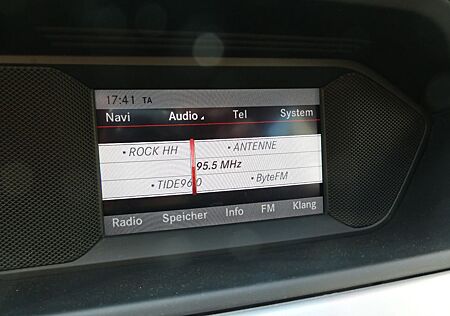 17:41 TA
Navi Audio Tel System
• ROCK HH • ANTENNE
95.5 MHz
• TIDE96.0 • ByteFM
Radio Speicher Info FM Klang